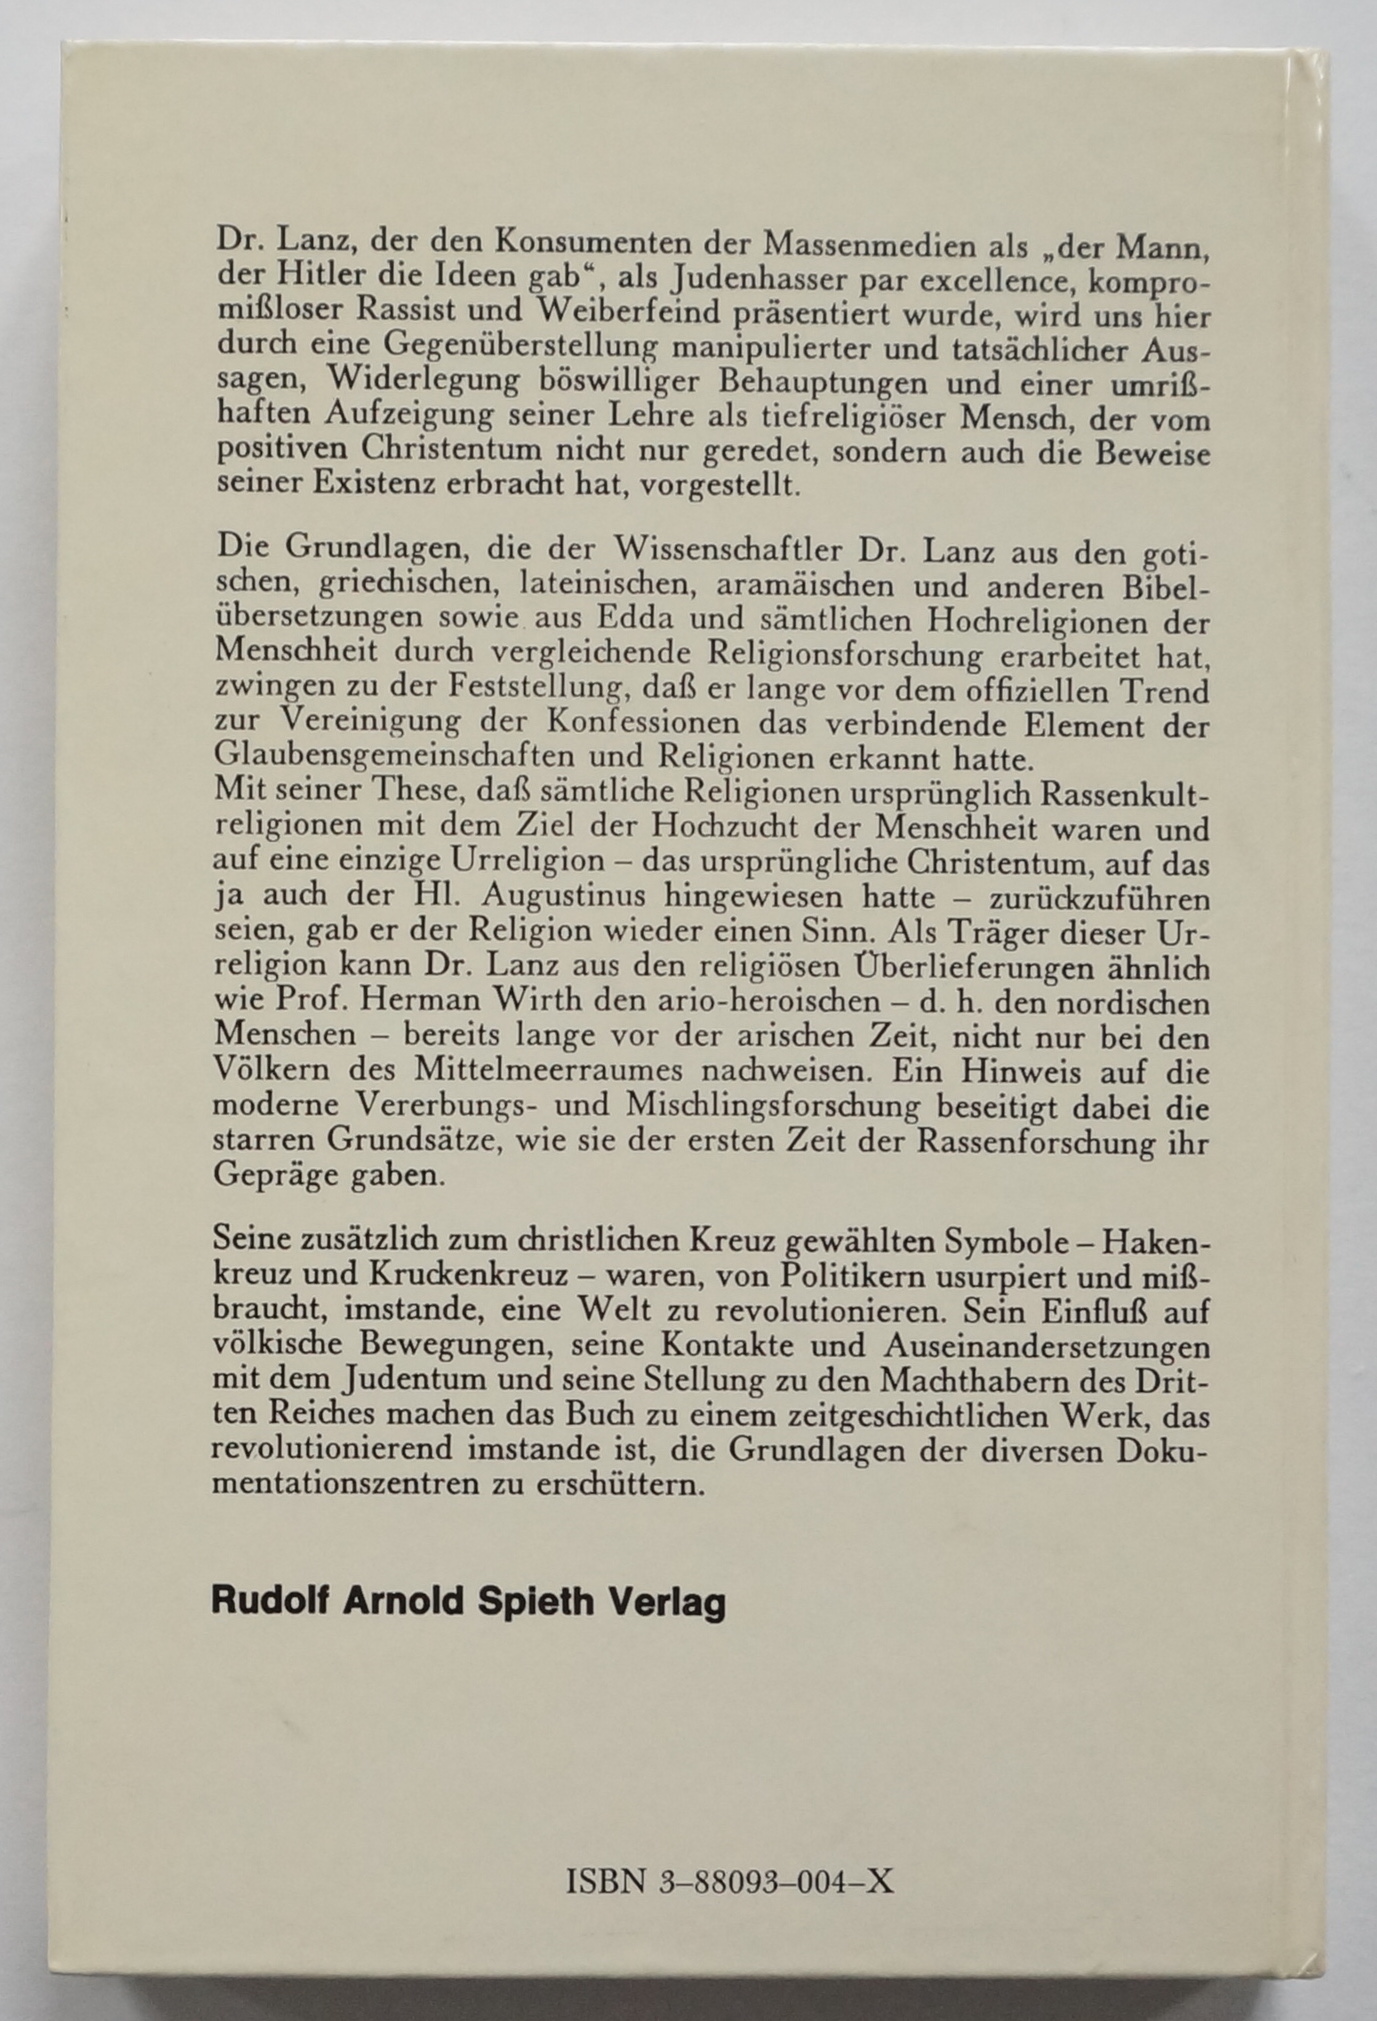 Dr. Lanz, der den Konsumenten der Massenmedien als „der Mann,
der Hitler die Ideen gab“, als Judenhasser par excellence, kompro-
mißloser Rassist und Weiberfeind präsentiert wurde, wird uns hier
durch eine Gegenüberstellung manipulierter und tatsächlicher Aus-
sagen, Widerlegung böswilliger Behauptungen und einer umriß-
haften Aufzeigung seiner Lehre als tiefreligiöser Mensch, der vom
positiven Christentum nicht nur geredet, sondern auch die Beweise
seiner Existenz erbracht hat, vorgestellt.
Die Grundlagen, die der Wissenschaftler Dr. Lanz aus den goti-
schen, griechischen, lateinischen, aramäischen und anderen Bibel-
übersetzungen sowie aus Edda und sämtlichen Hochreligionen der
Menschheit durch vergleichende Religionsforschung erarbeitet hat,
zwingen zu der Feststellung, daß er lange vor dem offiziellen Trend
zur Vereinigung der Konfessionen das verbindende Element der
Glaubensgemeinschaften und Religionen erkannt hatte.
Mit seiner These, daß sämtliche Religionen ursprünglich Rassenkult-
religionen mit dem Ziel der Hochzucht der Menschheit waren und
auf eine einzige Urreligion – das ursprüngliche Christentum, auf das
ja auch der Hl. Augustinus hingewiesen hatte – zurückzuführen
seien, gab er der Religion wieder einen Sinn. Als Träger dieser Ur-
religion kann Dr. Lanz aus den religiösen Überlieferungen ähnlich
wie Prof. Herman Wirth den ario-heroischen – d. h. den nordischen
Menschen – bereits lange vor der arischen Zeit, nicht nur bei den
Völkern des Mittelmeerraumes nachweisen. Ein Hinweis auf die
moderne Vererbungs- und Mischlingsforschung beseitigt dabei die
starren Grundsätze, wie sie der ersten Zeit der Rassenforschung ihr
Gepräge gaben.
Seine zusätzlich zum christlichen Kreuz gewählten Symbole – Haken-
kreuz und Kruckenkreuz – waren, von Politikern usurpiert und miß-
braucht, imstande, eine Welt zu revolutionieren. Sein Einfluß auf
völkische Bewegungen, seine Kontakte und Auseinandersetzungen
mit dem Judentum und seine Stellung zu den Machthabern des Drit-
ten Reiches machen das Buch zu einem zeitgeschichtlichen Werk, das
revolutionierend imstande ist, die Grundlagen der diversen Doku-
mentationszentren zu erschüttern.
Rudolf Arnold Spieth Verlag
ISBN 3–88093–004–X